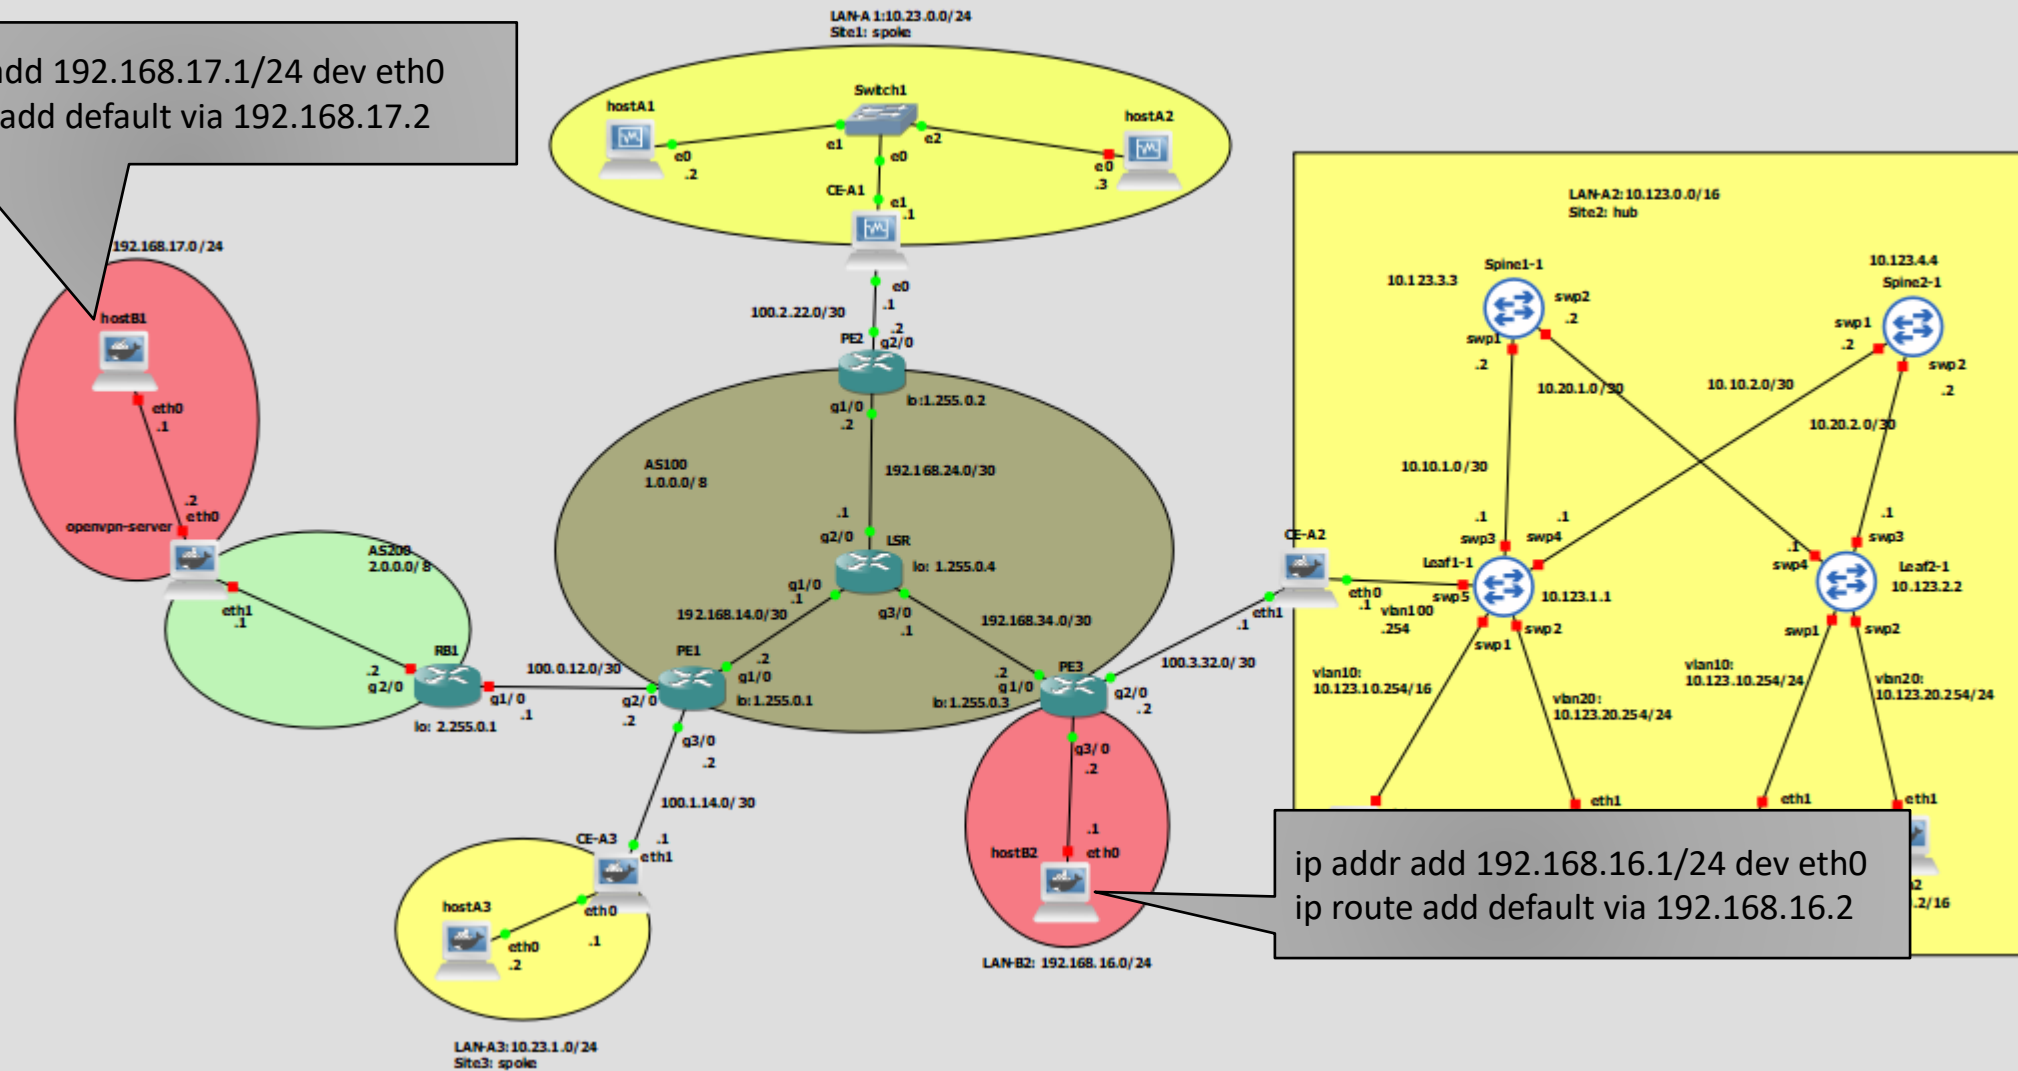 LAN-A 1:10.23.0.0/24
Site1: spoke
add 192.168.17.1/24 dev eth0
add default via 192.168.17.2
Switch1
hostA1
hostA2
e1
e2
e0
.2
e0
e0
.3
CE-A1
e1
.1
LAN-A2:10.123.0.0/16
Site2: hub
192.168.17.0/24
hostB1
eth0
.1
.2
eth0
openvpn-server
e0
.1
100.2.22.0/30
.2
PE2
g2/0
g1/0
.2
lo:1.255.0.2
AS100
1.0.0.0/8
192.168.24.0/30
.1
g2/0
LSR
lo: 1.255.0.4
g1/0
.1
g3/0
.1
192.168.14.0/30
192.168.34.0/30
10.123.3.3
Spine1-1
swp2
.2
swp1
.2
10.123.4.4
Spine2-1
swp1
.2
swp2
.2
10.20.1.0/30
10.10.2.0/30
10.20.2.0/30
10.10.1.0/30
.1
swp3
.1
swp4
.1
swp4
.1
swp3
CE-A2
Leaf1-1
Leaf2-1
10.123.2.2
eth0
.1
eth1
.1
vlan100
.254
swp5
10.123.1.1
swp1
swp2
swp1
swp2
AS200
2.0.0.0/8
eth1
.1
.2
g2/0
RB1
g1/0
.1
lo: 2.255.0.1
100.0.12.0/30
PE1
g2/0
.2
.2
g1/0
lo:1.255.0.1
g3/0
.2
.2
g1/0
PE3
lo:1.255.0.3
g2/0
.2
100.3.32.0/30
g3/0
.2
vlan10:
10.123.10.254/16
vlan20:
10.123.20.254/24
vlan10:
10.123.10.254/24
vlan20:
10.123.20.254/24
eth1
eth1
eth1
100.1.14.0/30
CE-A3
.1
eth1
hostA3
eth0
.1
eth0
.2
.1
eth0
hostB2
ip addr add 192.168.16.1/24 dev eth0
ip route add default via 192.168.16.2
.2/16
LAN-B2: 192.168.16.0/24
LAN-A3:10.23.1.0/24
Site3: spoke